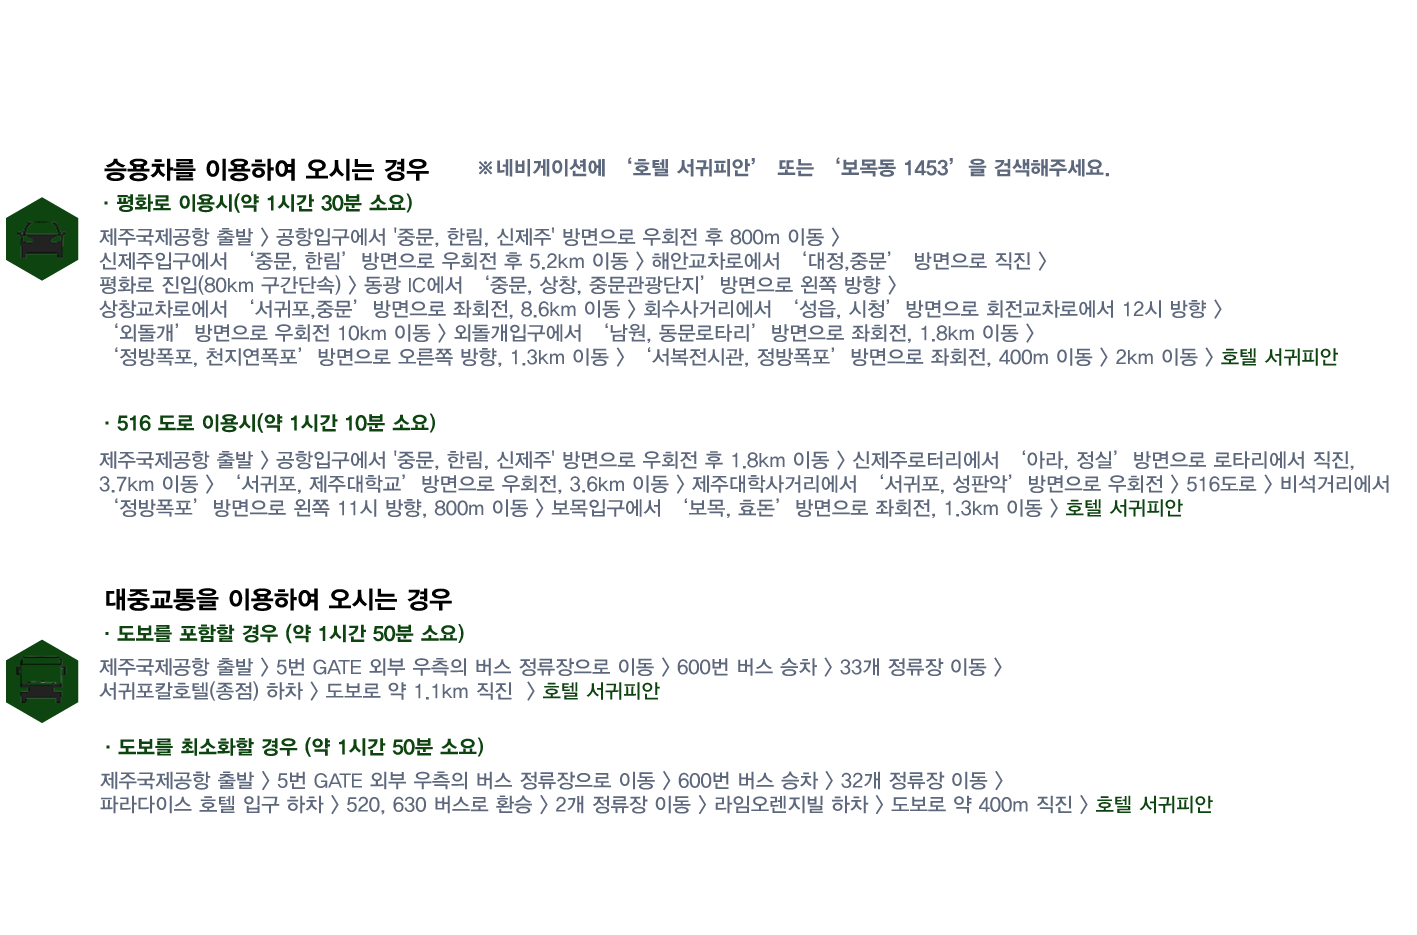 승용차를 이용하여 오시는 경우 ※네비게이션에 ‘호텔 서귀피안’ 또는 ‘보목동 1453’을 검색해주세요.
· 평화로 이용시(약 1시간 30분 소요)
제주국제공항 출발 〉 공항입구에서 '중문, 한림, 신제주' 방면으로 우회전 후 800m 이동 〉
신제주입구에서 ‘중문, 한림’방면으로 우회전 후 5.2km 이동 〉 해안교차로에서 ‘대정,중문’ 방면으로 직진 〉
평화로 진입(80km 구간단속) 〉 동광 IC에서 ‘중문, 상창, 중문관광단지’방면으로 왼쪽 방향 〉
상창교차로에서 ‘서귀포,중문’방면으로 좌회전, 8.6km 이동 〉 회수사거리에서 ‘성읍, 시청’방면으로 회전교차로에서 12시 방향 〉
‘외돌개’방면으로 우회전 10km 이동 〉 외돌개입구에서 ‘남원, 동문로타리’방면으로 좌회전, 1.8km 이동 〉
‘정방폭포, 천지연폭포’방면으로 오른쪽 방향, 1.3km 이동 〉 ‘서복전시관, 정방폭포’방면으로 좌회전, 400m 이동 〉 2km 이동 〉 호텔 서귀피안
· 516 도로 이용시(약 1시간 10분 소요)
제주국제공항 출발 〉 공항입구에서 '중문, 한림, 신제주' 방면으로 우회전 후 1.8km 이동 〉 신제주로터리에서 ‘아라, 정실’방면으로 로타리에서 직진,
3.7km 이동 〉 ‘서귀포, 제주대학교’방면으로 우회전, 3.6km 이동 〉 제주대학사거리에서 ‘서귀포, 성판악’방면으로 우회전 〉 516도로 〉 비석거리에서
‘정방폭포’방면으로 왼쪽 11시 방향, 800m 이동 〉 보목입구에서 ‘보목, 효돈’방면으로 좌회전, 1.3km 이동 〉 호텔 서귀피안
대중교통을 이용하여 오시는 경우
· 도보를 포함할 경우 (약 1시간 50분 소요)
제주국제공항 출발 〉 5번 GATE 외부 우측의 버스 정류장으로 이동 〉 600번 버스 승차 〉 33개 정류장 이동 〉
서귀포칼호텔(종점) 하차 〉 도보로 약 1.1km 직진 〉 호텔 서귀피안
· 도보를 최소화할 경우 (약 1시간 50분 소요)
제주국제공항 출발 〉 5번 GATE 외부 우측의 버스 정류장으로 이동 〉 600번 버스 승차 〉 32개 정류장 이동 〉
파라다이스 호텔 입구 하차 〉 520, 630 버스로 환승 〉 2개 정류장 이동 〉 라임오렌지빌 하차 〉 도보로 약 400m 직진 〉 호텔 서귀피안